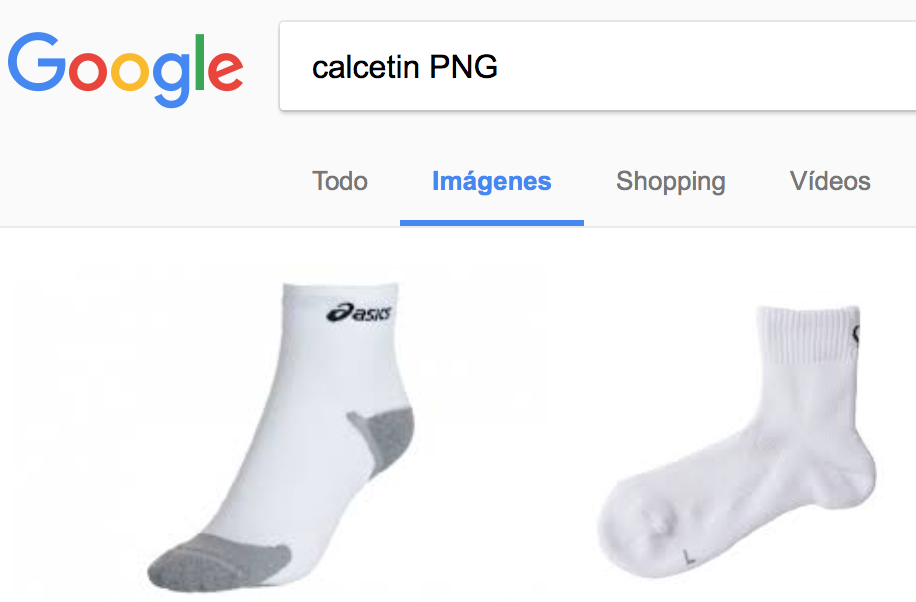 Google
calcetin PNG
Todo Imágenes Shopping Vídeos
asics
L